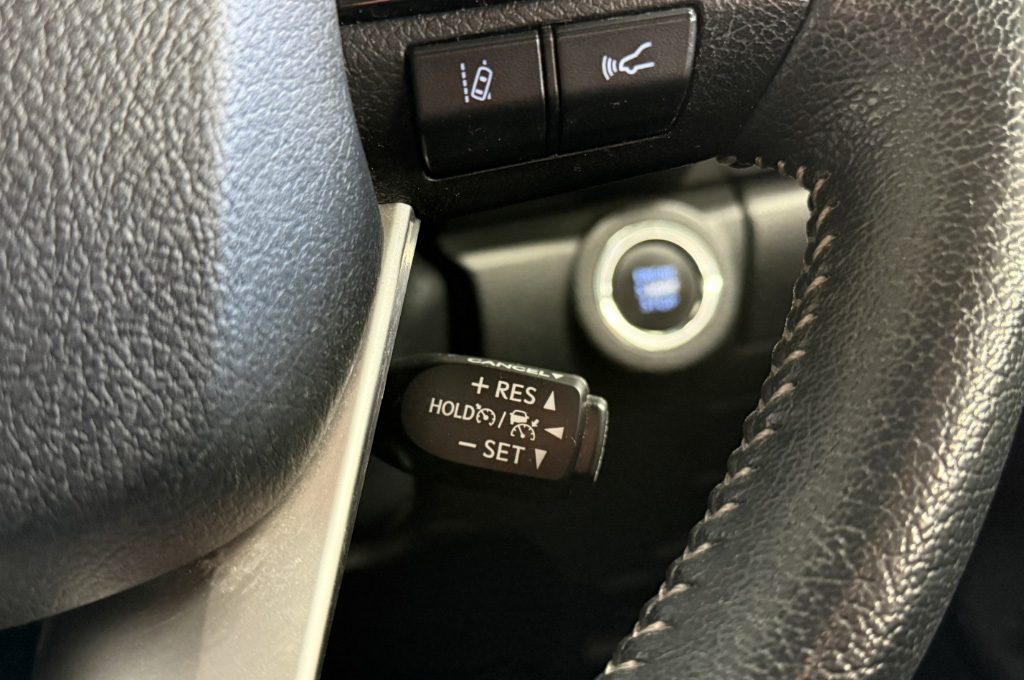 CANCEL
+ RES ▲
HOLD / ◄
− SET ▼